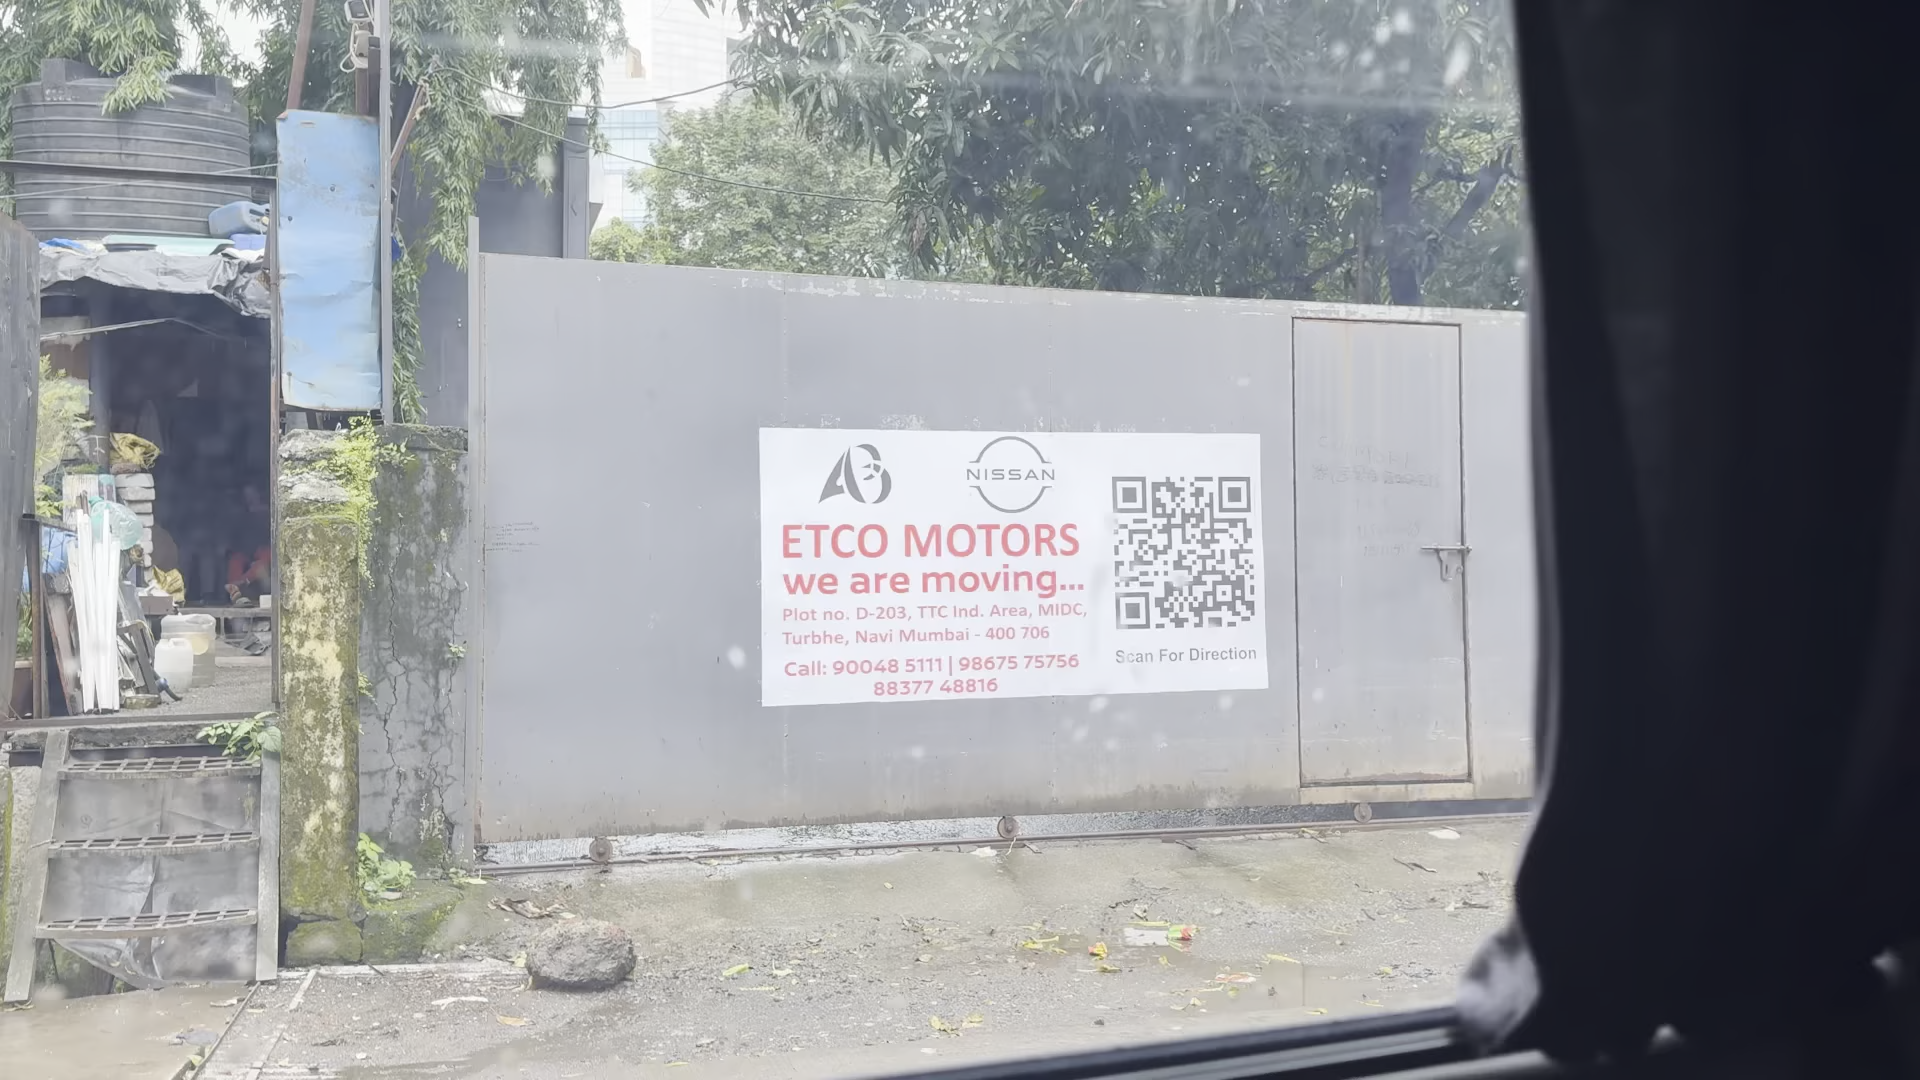 NISSAN
ETCO MOTORS
we are moving...
Plot no. D-203, TTC Ind. Area, MIDC,
Turbhe, Navi Mumbai - 400 706
Call: 90048 5111 | 98675 75756
88377 48816
Scan For Direction